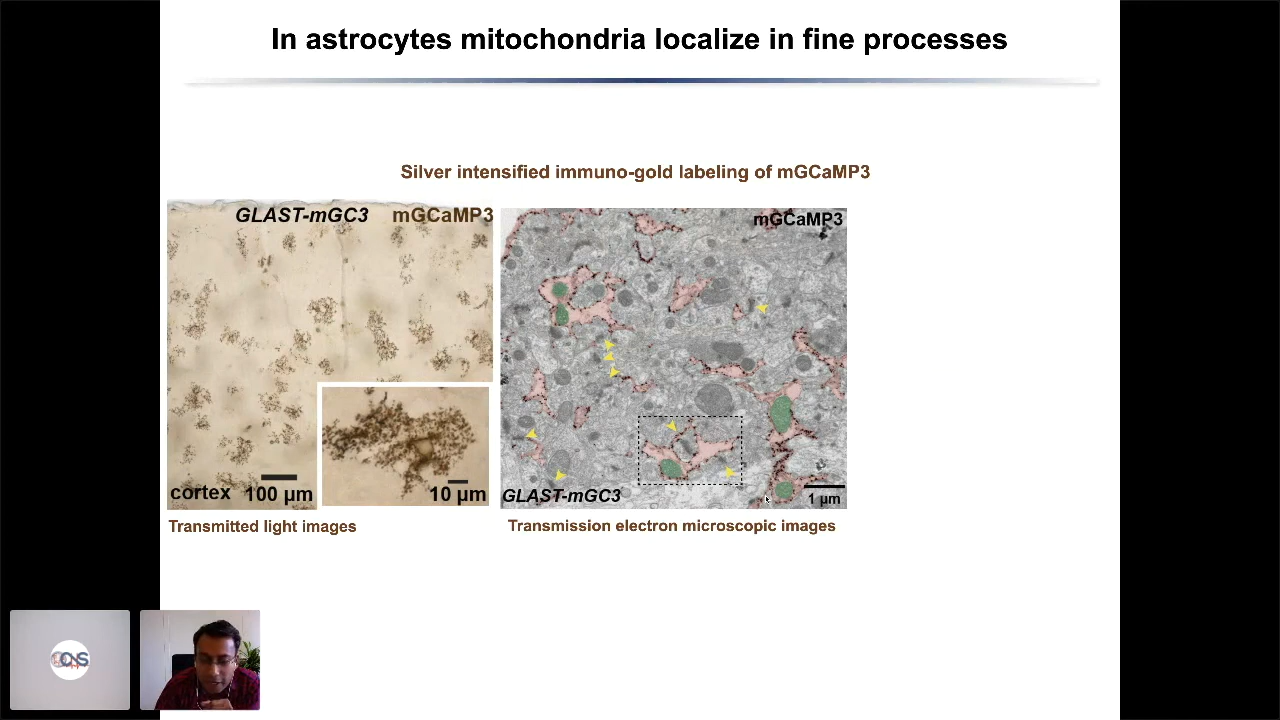 In astrocytes mitochondria localize in fine processes
Silver intensified immuno-gold labeling of mGCaMP3
GLAST-mGC3 mGCaMP3
cortex 100 µm
10 µm
mGCaMP3
GLAST-mGC3
1 µm
Transmitted light images
Transmission electron microscopic images